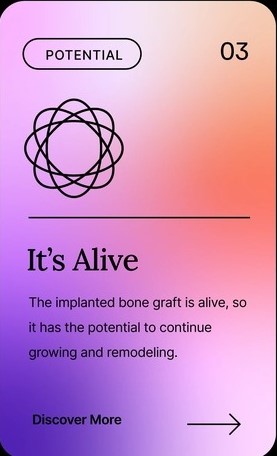 POTENTIAL
03
It’s Alive
The implanted bone graft is alive, so
it has the potential to continue
growing and remodeling.
Discover More